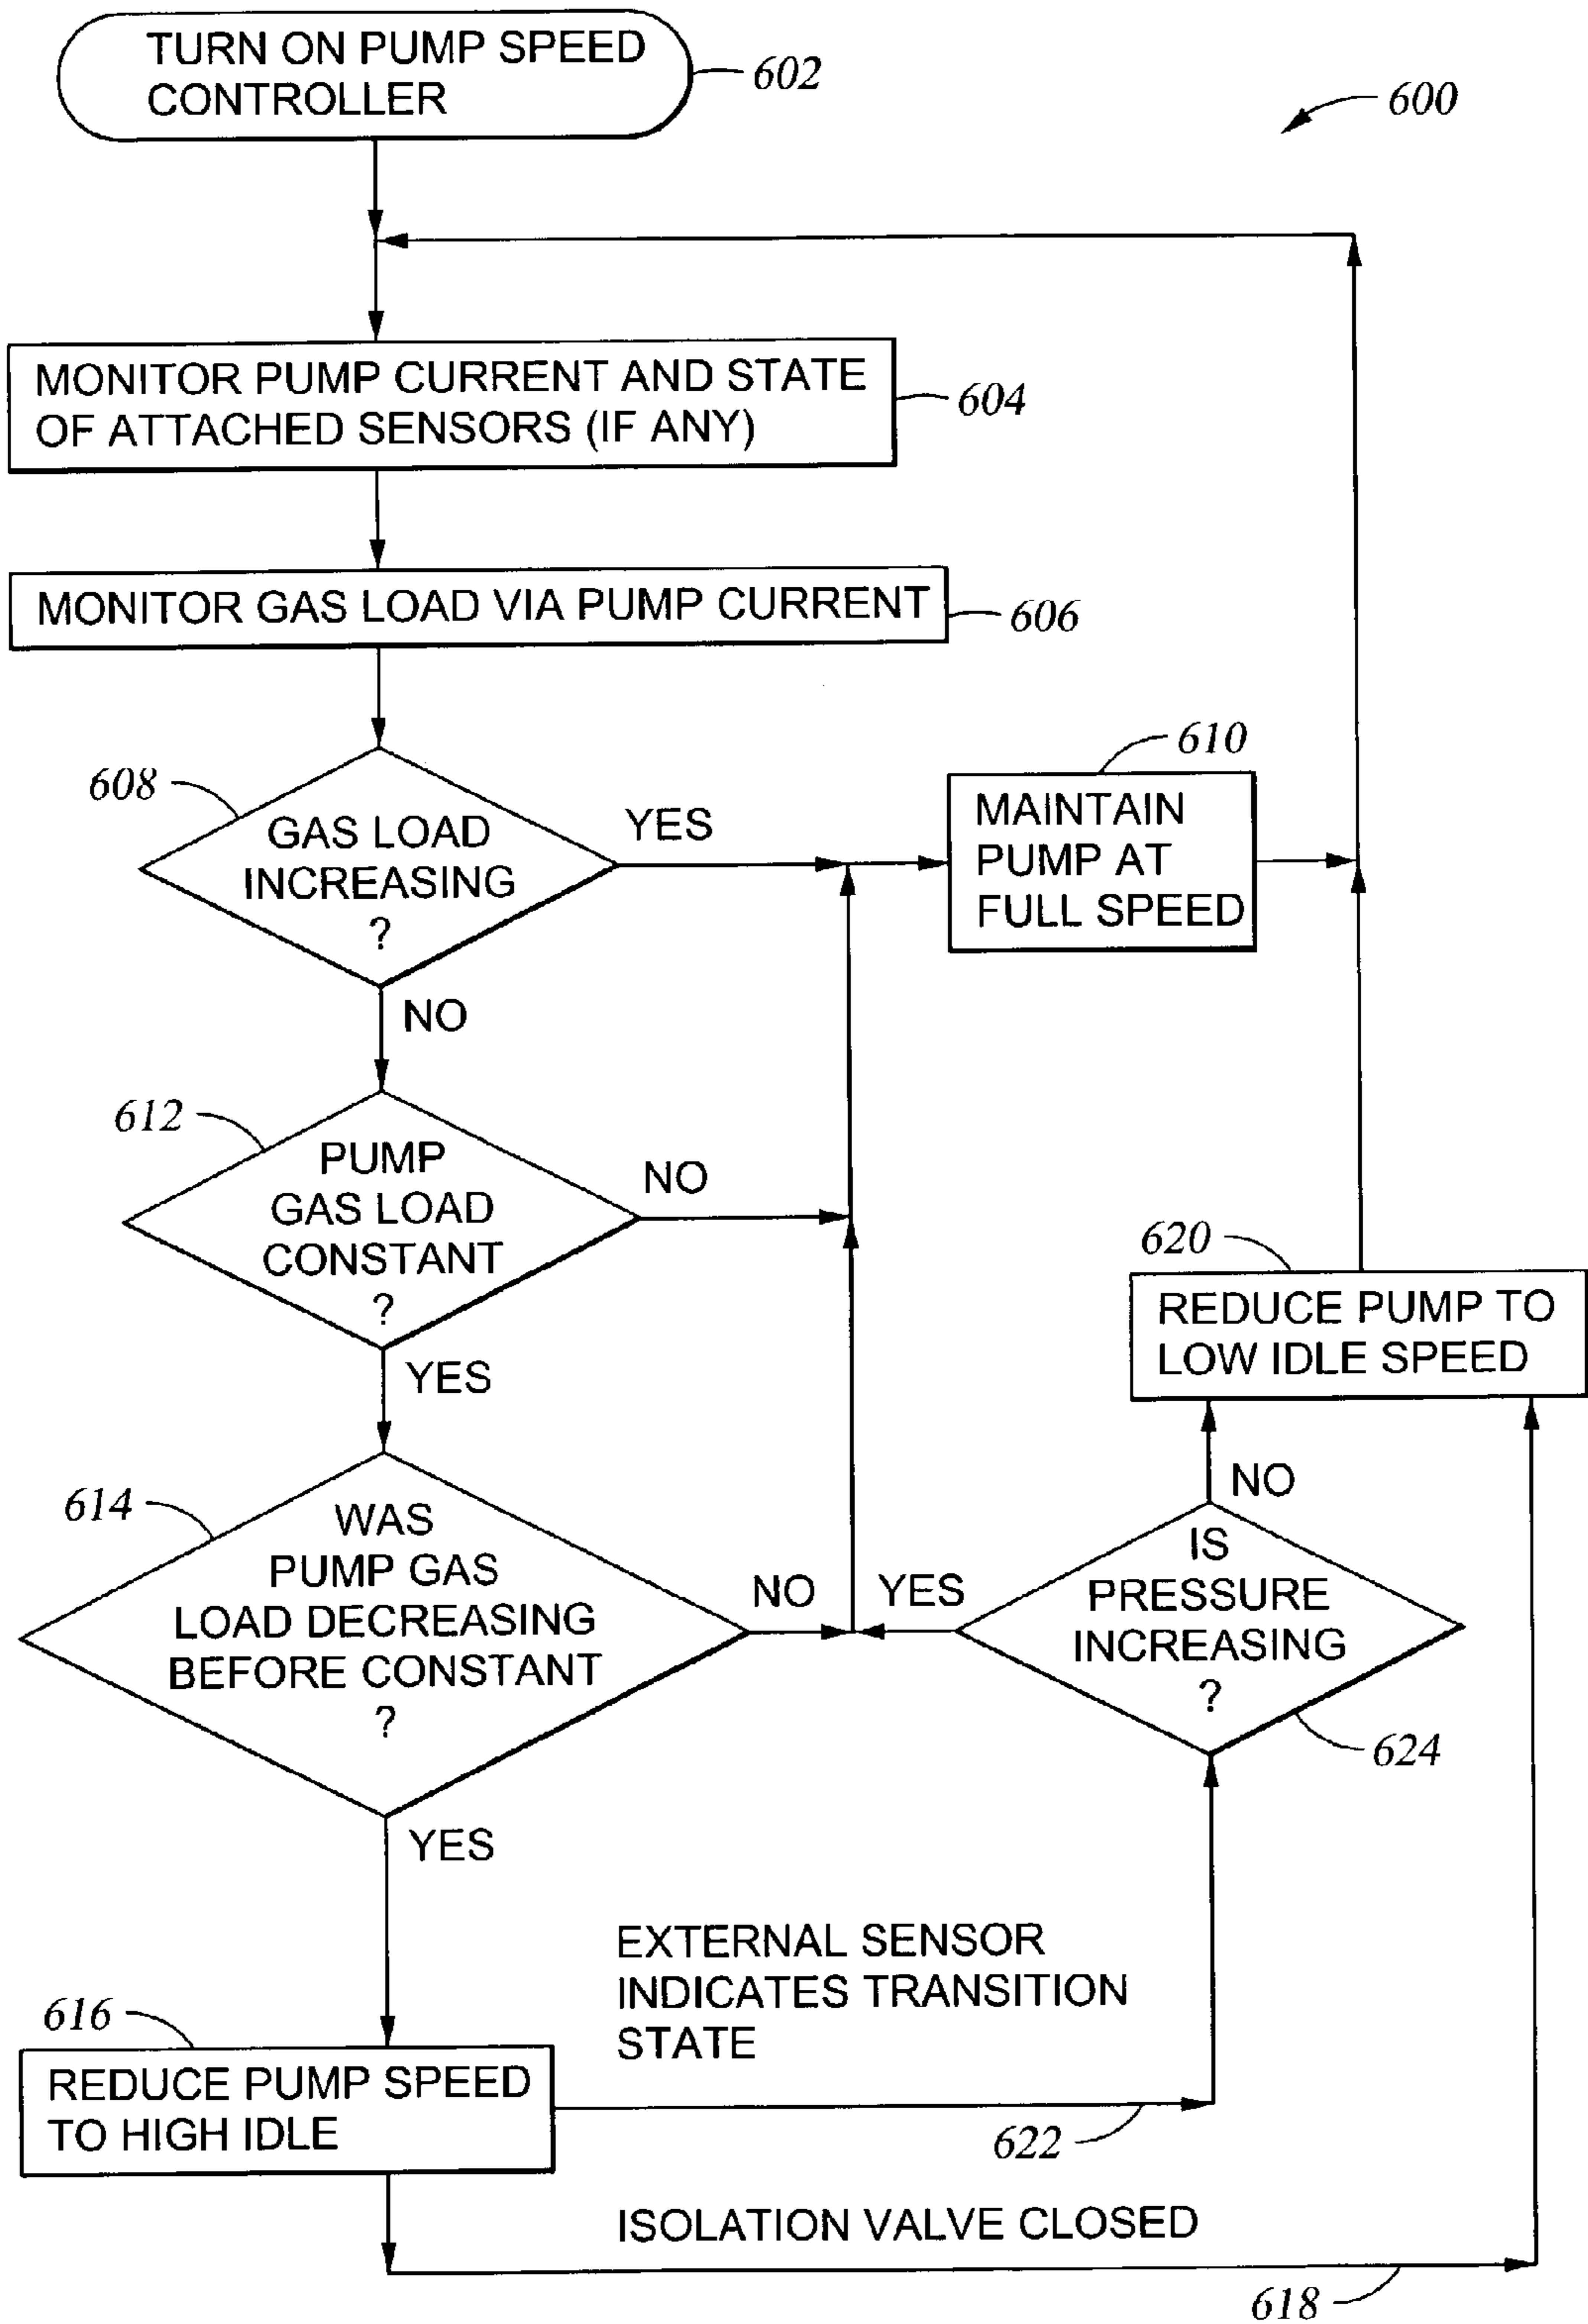 TURN ON PUMP SPEED
CONTROLLER
602
600
MONITOR PUMP CURRENT AND STATE
OF ATTACHED SENSORS (IF ANY)
604
MONITOR GAS LOAD VIA PUMP CURRENT
606
608
GAS LOAD
INCREASING
?
YES
NO
610
MAINTAIN
PUMP AT
FULL SPEED
612
PUMP
GAS LOAD
CONSTANT
?
NO
YES
620
REDUCE PUMP TO
LOW IDLE SPEED
614
WAS
PUMP GAS
LOAD DECREASING
BEFORE CONSTANT
?
NO
YES
YES
NO
IS
PRESSURE
INCREASING
?
624
616
REDUCE PUMP SPEED
TO HIGH IDLE
EXTERNAL SENSOR
INDICATES TRANSITION
STATE
622
ISOLATION VALVE CLOSED
618